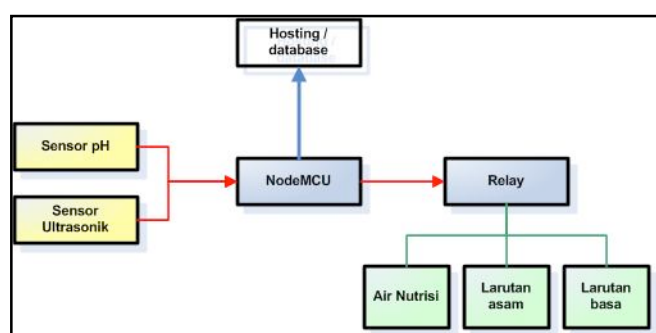 Hosting /
database
Sensor pH
NodeMCU
Relay
Sensor
Ultrasonik
Air Nutrisi
Larutan
asam
Larutan
basa